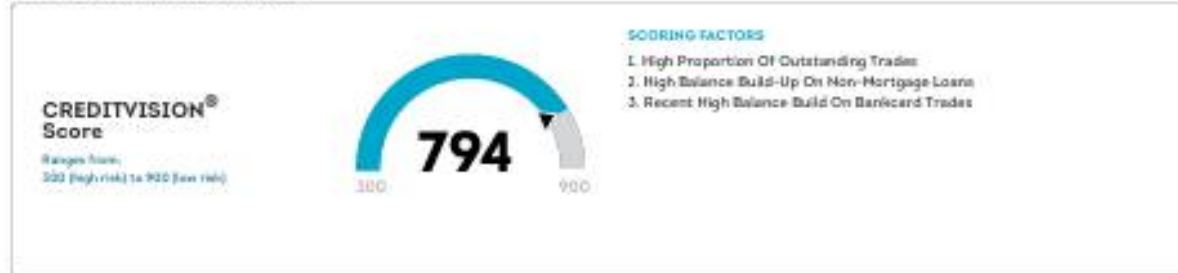 CREDITVISION®
Score
Ranges from:
300 (high risk) to 900 (low risk)
794
300
900
SCORING FACTORS
1. High Proportion Of Outstanding Trades
2. High Balance Build-Up On Non-Mortgage Loans
3. Recent High Balance Build On Bankcard Trades